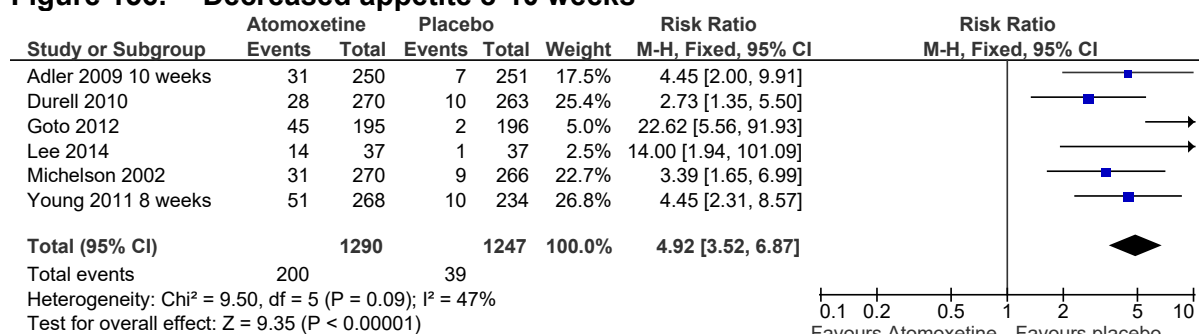 Figure 136: Decreased appetite 8-10 weeks
Atomoxetine Placebo Risk Ratio Risk Ratio
Study or Subgroup Events Total Events Total Weight M-H, Fixed, 95% CI M-H, Fixed, 95% CI
Adler 2009 10 weeks 31 250 7 251 17.5% 4.45 [2.00, 9.91]
Durell 2010 28 270 10 263 25.4% 2.73 [1.35, 5.50]
Goto 2012 45 195 2 196 5.0% 22.62 [5.56, 91.93]
Lee 2014 14 37 1 37 2.5% 14.00 [1.94, 101.09]
Michelson 2002 31 270 9 266 22.7% 3.39 [1.65, 6.99]
Young 2011 8 weeks 51 268 10 234 26.8% 4.45 [2.31, 8.57]
Total (95% CI) 1290 1247 100.0% 4.92 [3.52, 6.87]
Total events 200 39
Heterogeneity: Chi² = 9.50, df = 5 (P = 0.09); I² = 47%
Test for overall effect: Z = 9.35 (P < 0.00001)
0.1 0.2 0.5 1 2 5 10
Favours Atomoxetine Favours placebo